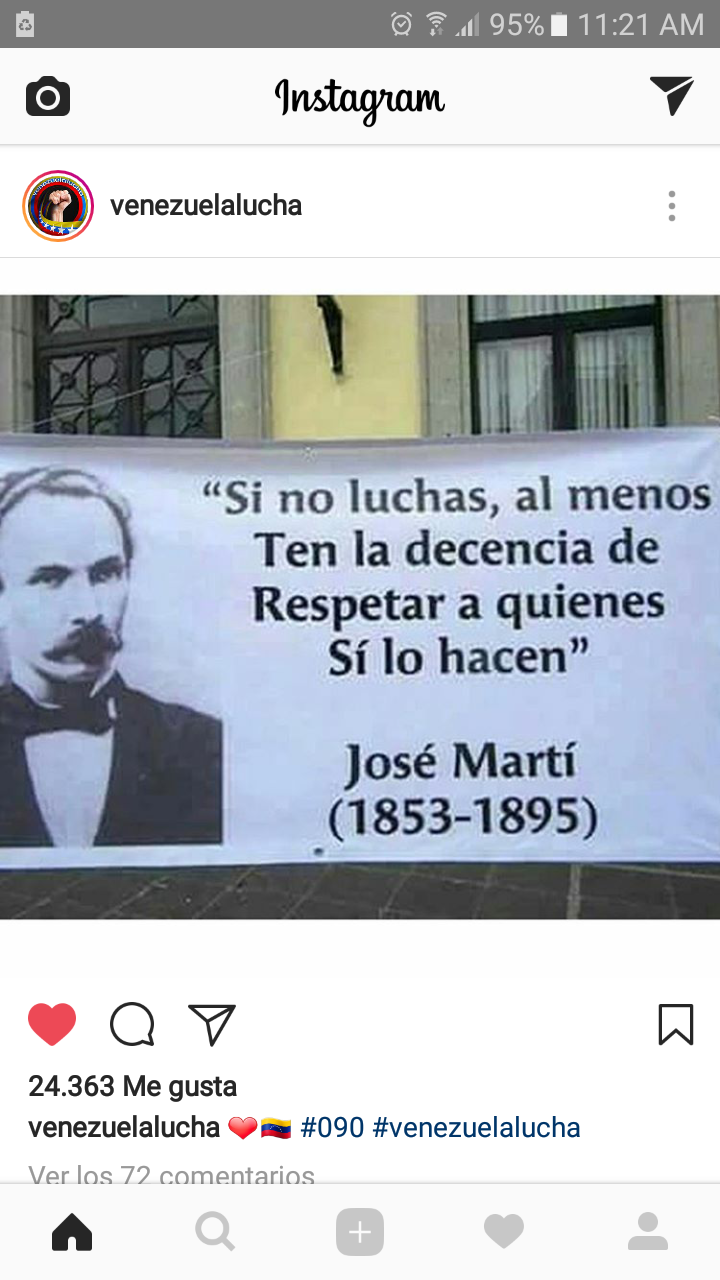 95% 11:21 AM
Instagram
venezuelalucha
“Si no luchas, al menos
Ten la decencia de
Respetar a quienes
Sí lo hacen”
José Martí
(1853-1895)
24.363 Me gusta
venezuelalucha ❤️🇻🇪 #090 #venezuelalucha
Ver los 72 comentarios